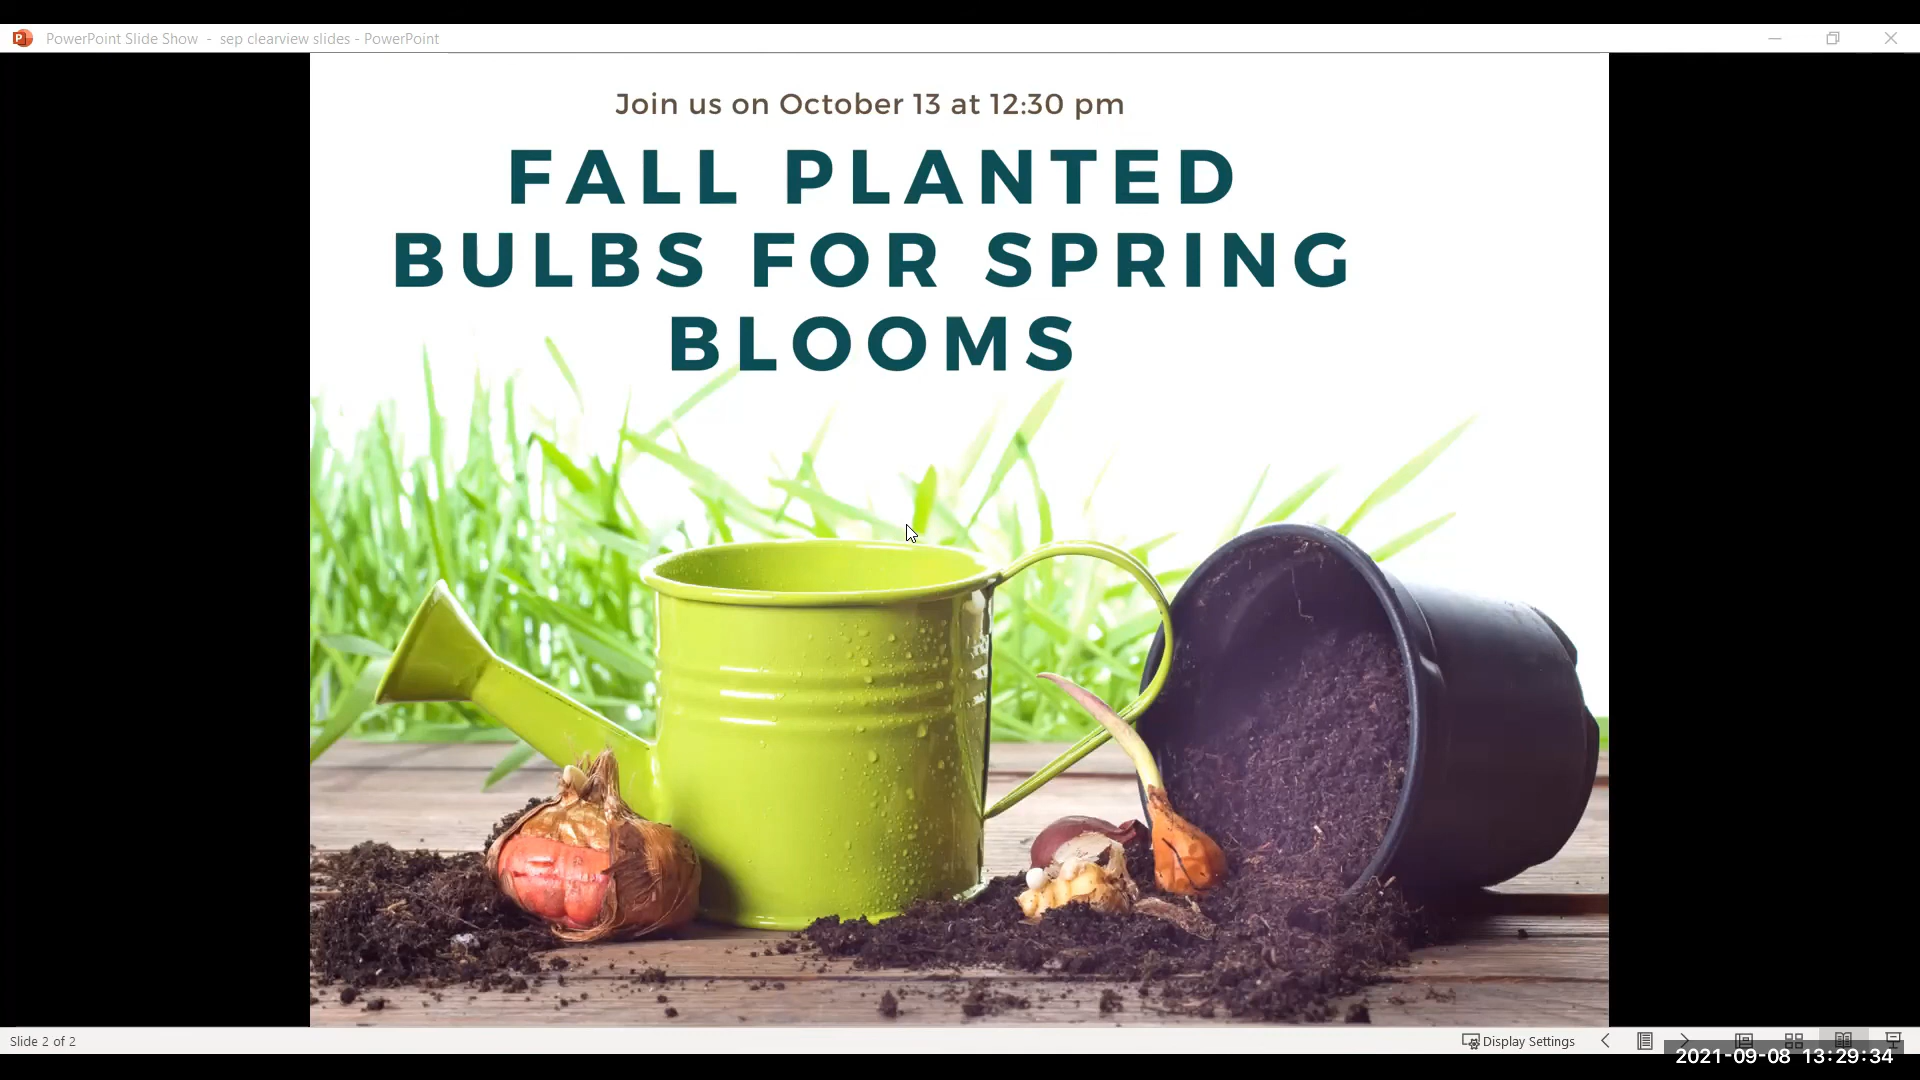 PowerPoint Slide Show - sep clearview slides - PowerPoint
Join us on October 13 at 12:30 pm
FALL PLANTED
BULBS FOR SPRING
BLOOMS
Slide 2 of 2
Display Settings
2021-09-08 13:29:34